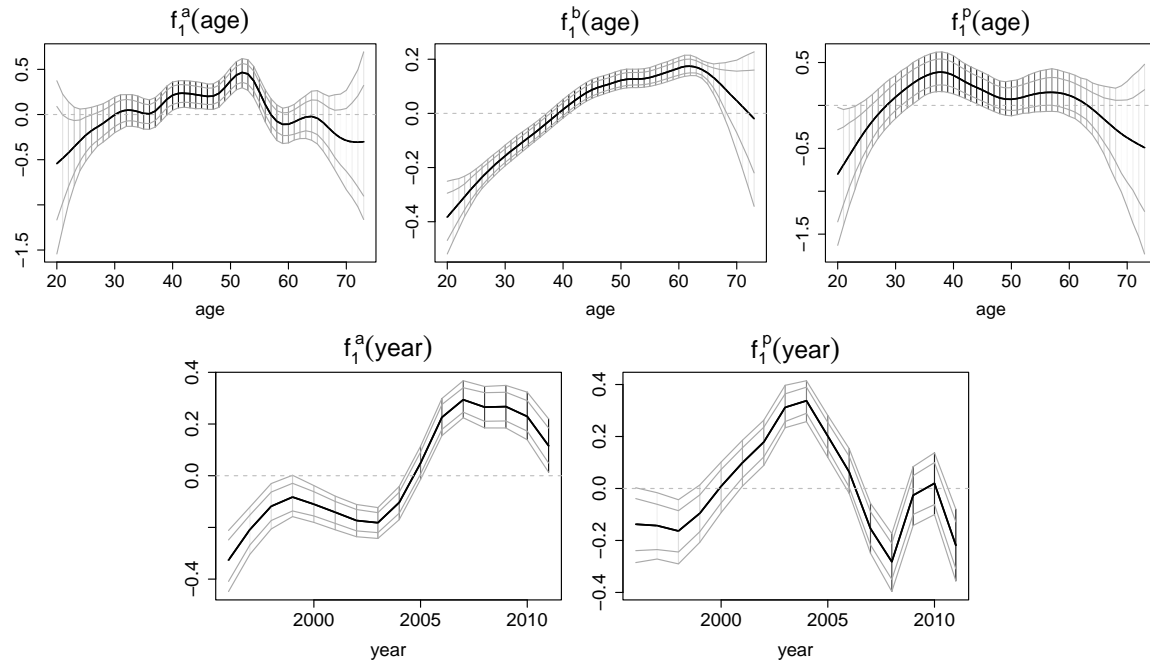 f₁ᵃ(age) f₁ᵇ(age) f₁ᵖ(age)
0.5 0.2 0.5
0.0 0.0
−0.5 −0.2 −0.5
−0.4
−1.5 −1.5
20 30 40 50 60 70 20 30 40 50 60 70 20 30 40 50 60 70
age age age
f₁ᵃ(year) f₁ᵖ(year)
0.4 0.4
0.2
0.0 0.0
−0.2
−0.4 −0.4
2000 2005 2010 2000 2005 2010
year year